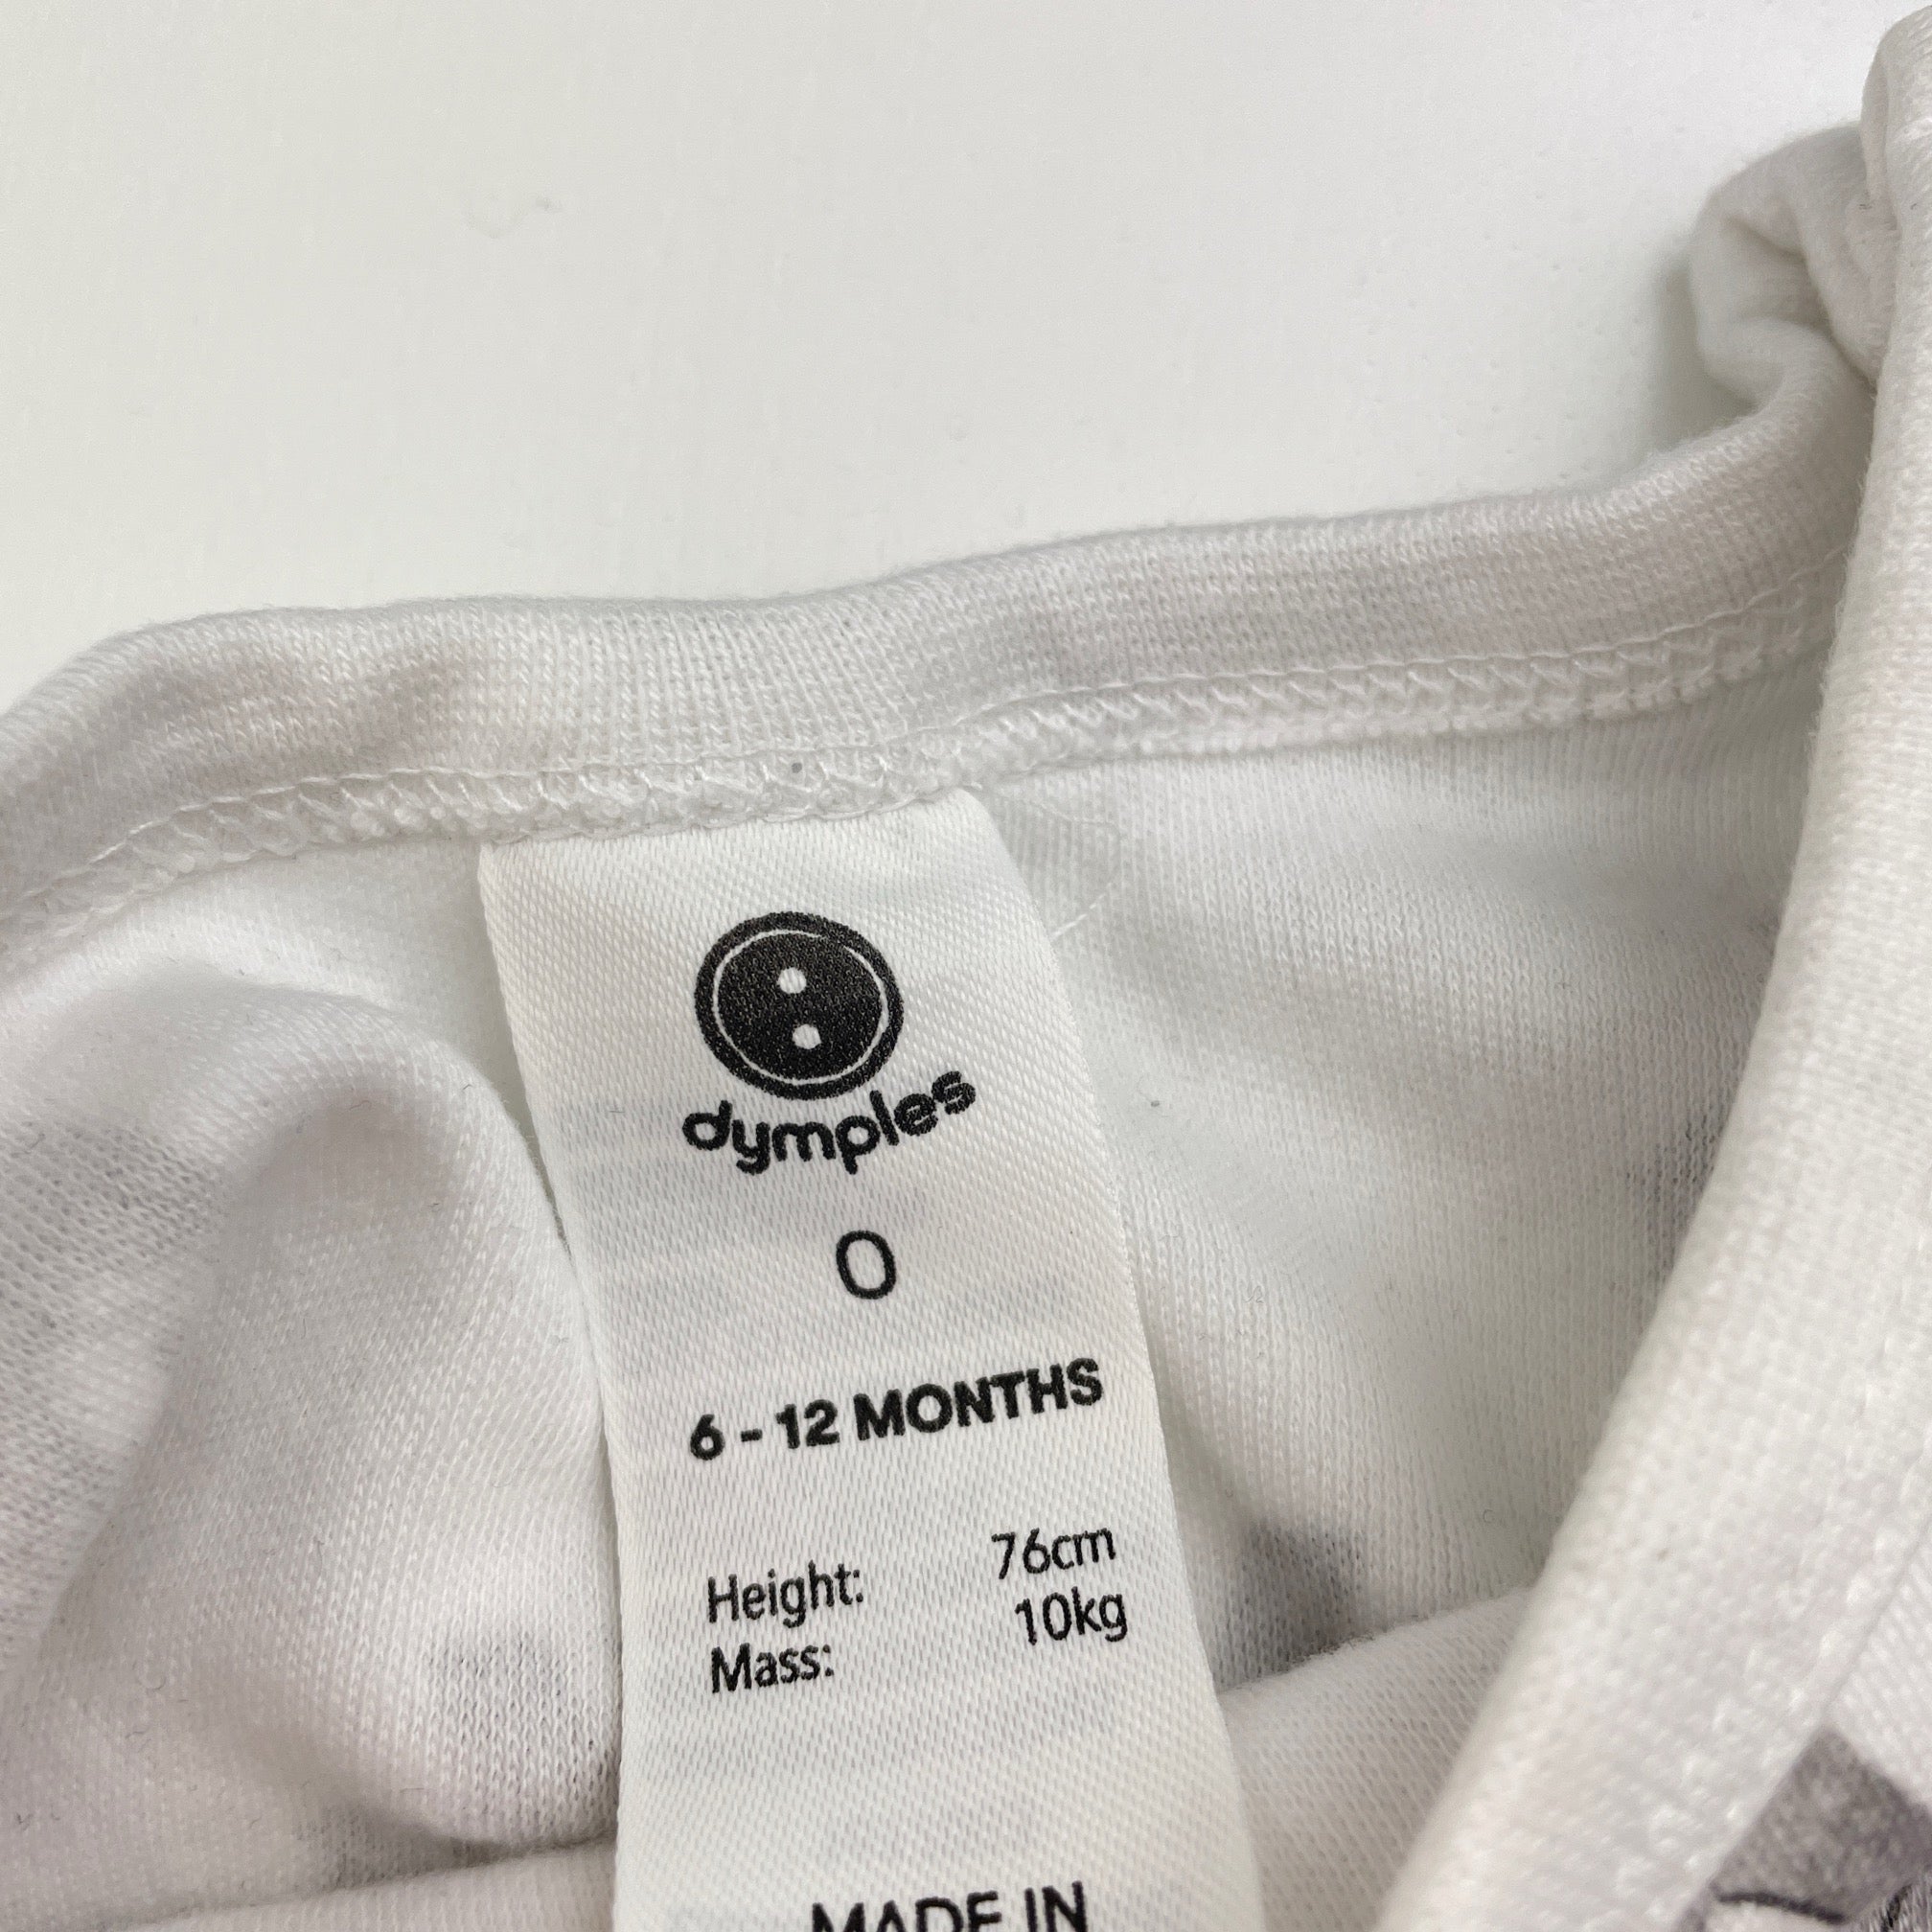 dymples
0
6 - 12 MONTHS
Height: 76cm
Mass: 10kg
MADE IN